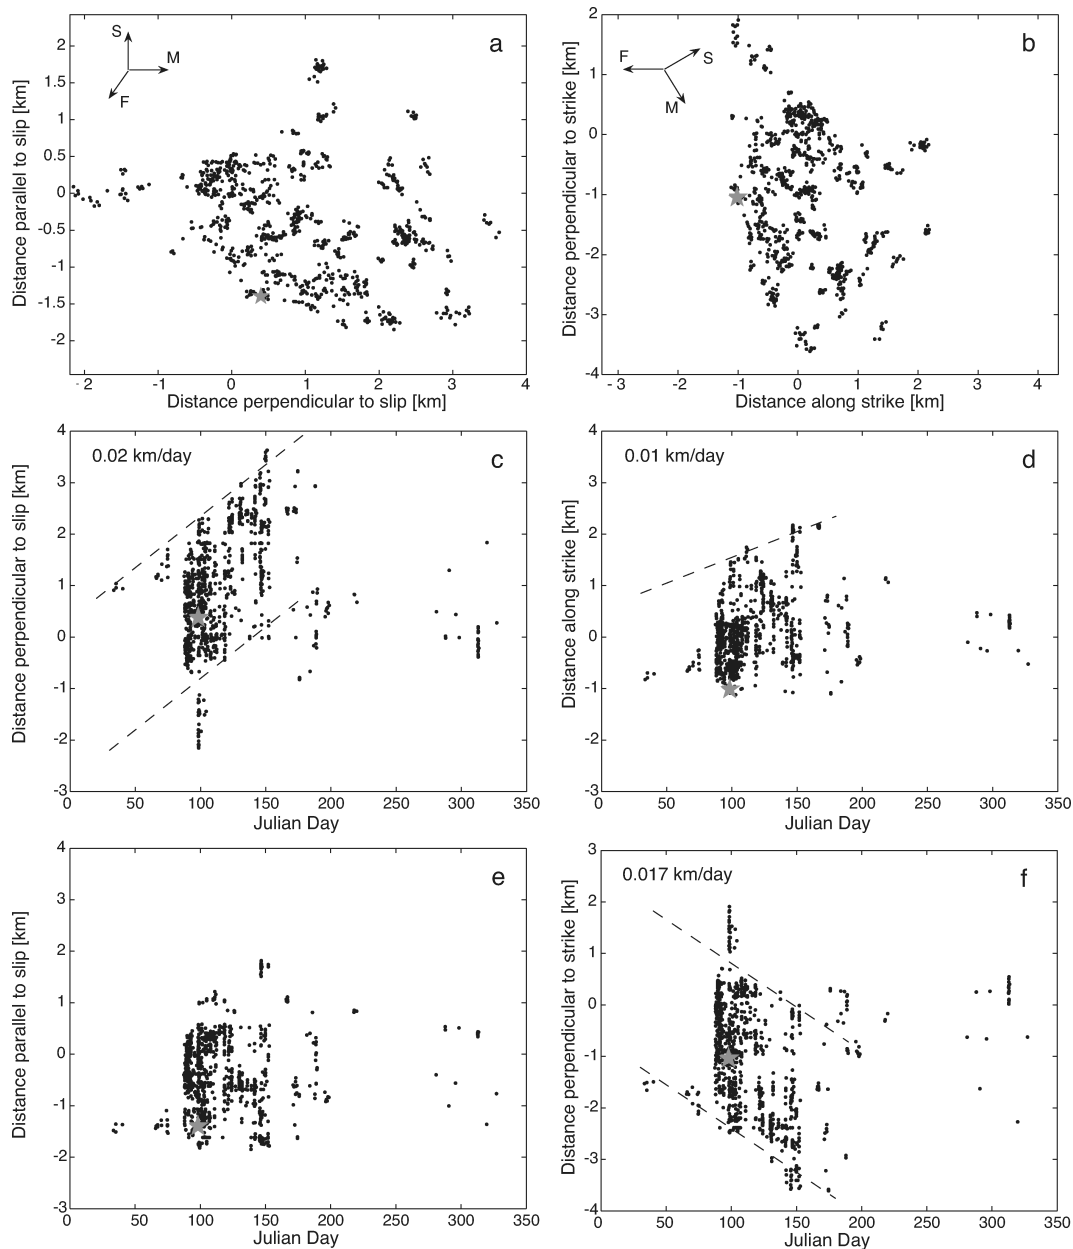 a
S
M
F
2
1.5
1
0.5
0
-0.5
-1
-1.5
-2
Distance parallel to slip [km]
-2 -1 0 1 2 3 4
Distance perpendicular to slip [km]
b
F
S
M
2
1
0
-1
-2
-3
-4
Distance perpendicular to strike [km]
-3 -2 -1 0 1 2 3 4
Distance along strike [km]
0.02 km/day
c
4
3
2
1
0
-1
-2
-3
Distance perpendicular to slip [km]
0 50 100 150 200 250 300 350
Julian Day
0.01 km/day
d
4
3
2
1
0
-1
-2
-3
Distance along strike [km]
0 50 100 150 200 250 300 350
Julian Day
e
4
3
2
1
0
-1
-2
-3
Distance parallel to slip [km]
0 50 100 150 200 250 300 350
Julian Day
0.017 km/day
f
3
2
1
0
-1
-2
-3
-4
Distance perpendicular to strike [km]
0 50 100 150 200 250 300 350
Julian Day